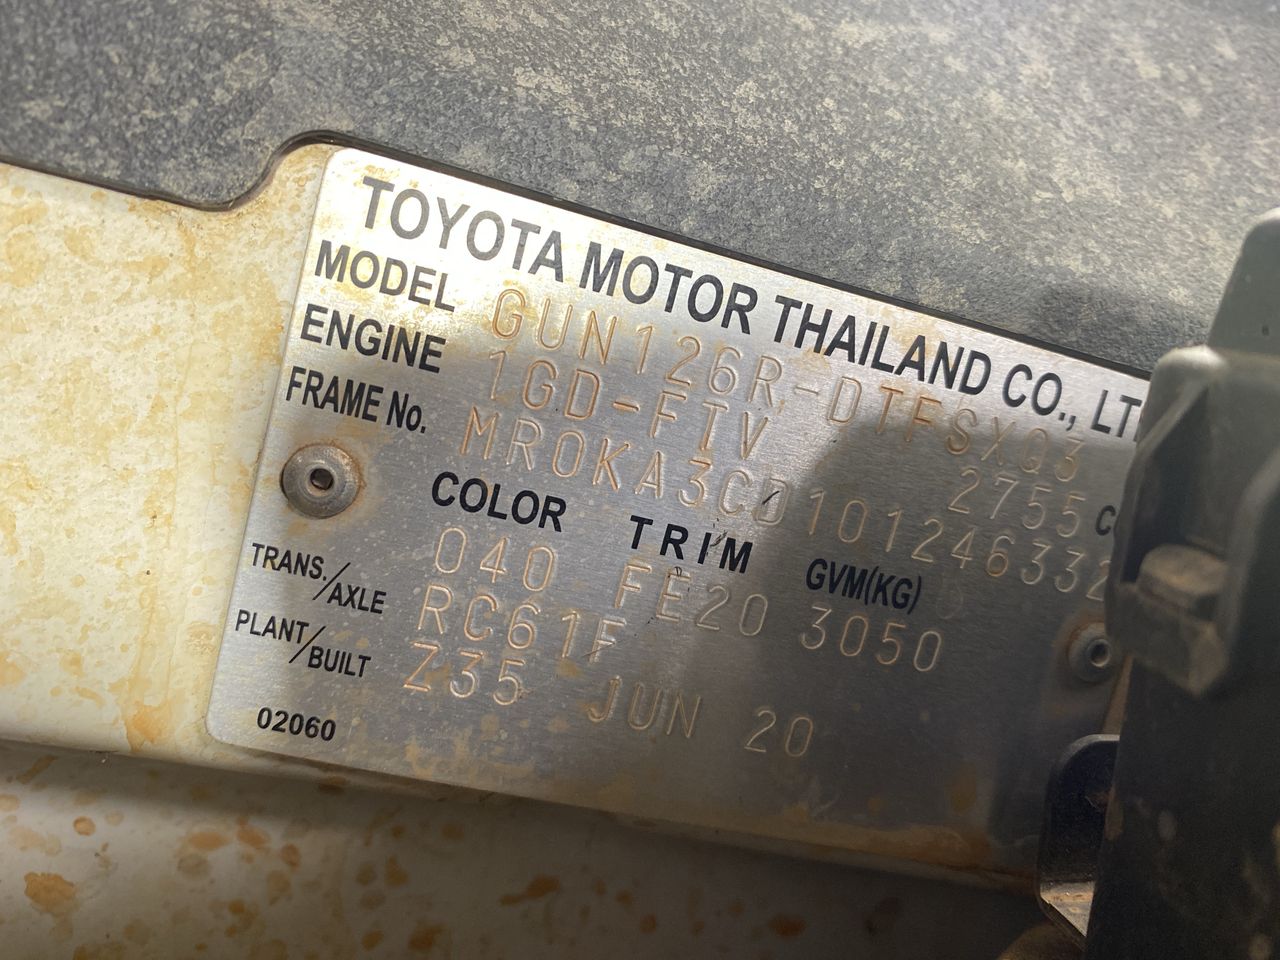 TOYOTA MOTOR THAILAND CO., LT
MODEL GUN126R-DTFSX03
ENGINE 1GD-FTV 2755 C
FRAME No. MR0KA3CD101246332
COLOR TRIM GVM(KG)
040 FE20 3050
TRANS./AXLE RC61F
PLANT/BUILT Z35 JUN 20
02060